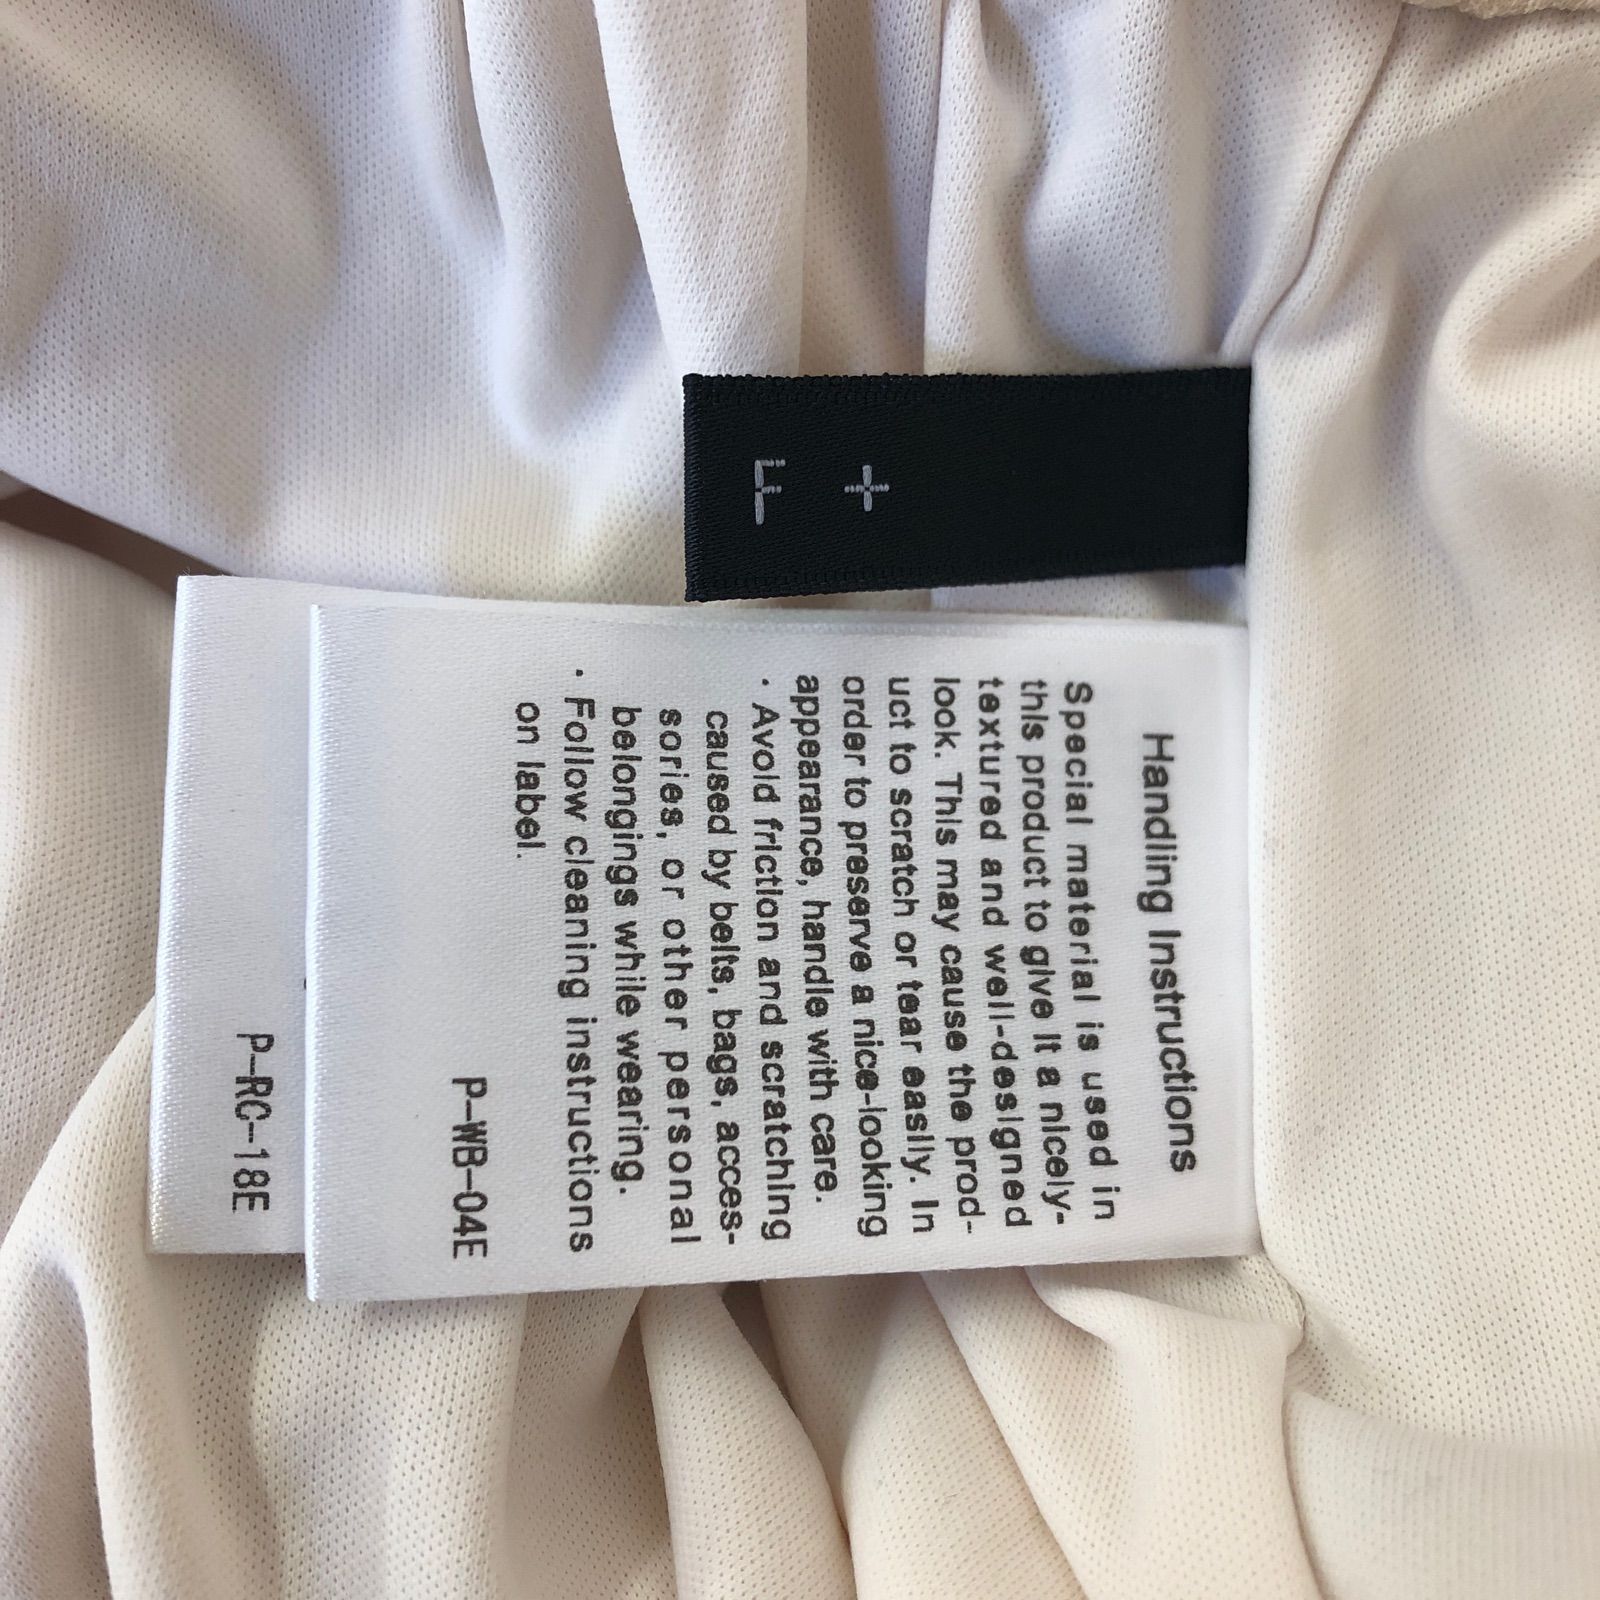 +
F
Handling Instructions
Special material is used in
this product to give it a nicely-
textured and well-designed
look. This may cause the prod-
uct to scratch or tear easily. In
order to preserve a nice-looking
appearance, handle with care.
· Avoid friction and scratching
caused by belts, bags, acces-
sories, or other personal
belongings while wearing.
· Follow cleaning instructions
on label.
P-WB-04E
P-RC-18E